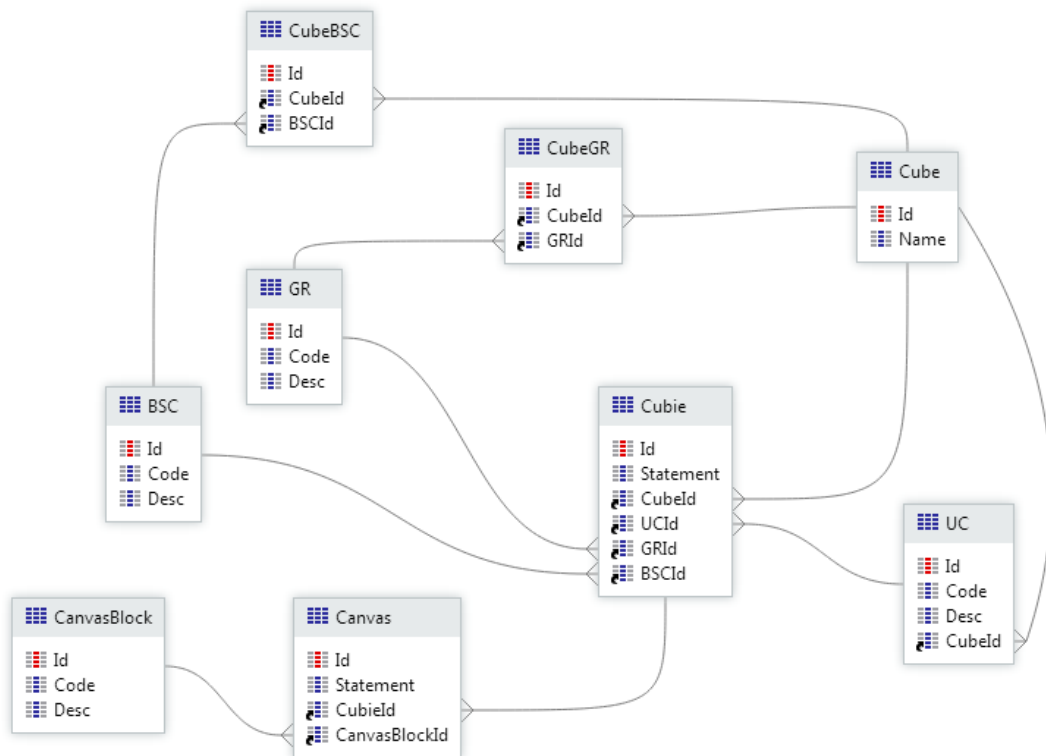 CubeBSC
Id
CubeId
BSCId
CubeGR
Id
CubeId
GRId
Cube
Id
Name
GR
Id
Code
Desc
BSC
Id
Code
Desc
Cubie
Id
Statement
CubeId
UCId
GRId
BSCId
UC
Id
Code
Desc
CubeId
CanvasBlock
Id
Code
Desc
Canvas
Id
Statement
CubieId
CanvasBlockId